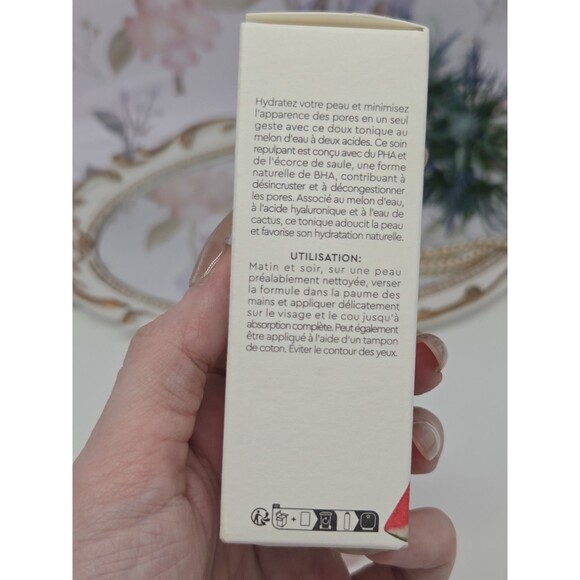 Hydratez votre peau et minimisez
l'apparence des pores en un seul
geste avec ce doux tonique au
melon d'eau à deux acides. Ce soin
repulpant est conçu avec du PHA et
de l'écorce de saule, une forme
naturelle de BHA, contribuant à
désincruster et à décongestionner
les pores. Associé au melon d'eau,
à l'acide hyaluronique et à l'eau de
cactus, ce tonique adoucit la peau
et favorise son hydratation naturelle.
UTILISATION:
Matin et soir, sur une peau
préalablement nettoyée, verser
la formule dans la paume des
mains et appliquer délicatement
sur le visage et le cou jusqu'à
absorption complète. Peut également
être appliqué à l'aide d'un tampon
de coton. Éviter le contour des yeux.